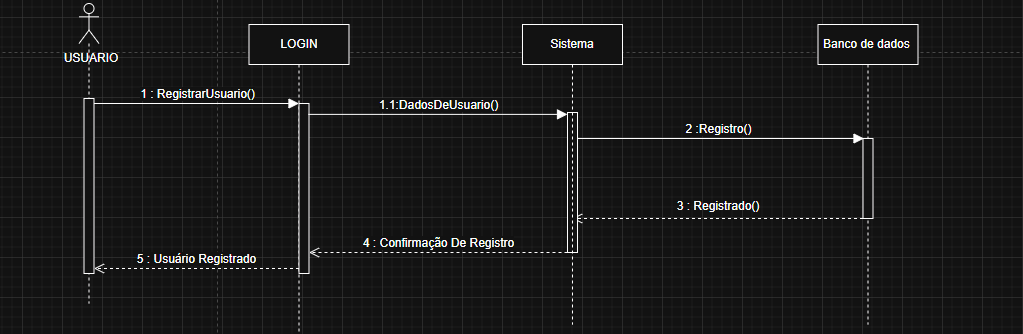 USUARIO
LOGIN
Sistema
Banco de dados
1 : RegistrarUsuario()
1.1:DadosDeUsuario()
2 :Registro()
3 : Registrado()
4 : Confirmação De Registro
5 : Usuário Registrado